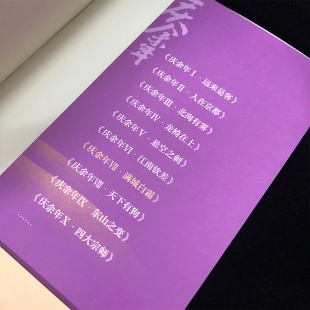 庆余年
《庆余年Ⅰ·远来是客》
《庆余年Ⅱ·人在京都》
《庆余年Ⅲ·北海有雾》
《庆余年Ⅳ·龙椅在上》
《庆余年Ⅴ·悬空之刺》
《庆余年Ⅵ·江南钦差》
《庆余年Ⅶ·满城白霜》
《庆余年Ⅷ·天下有狗》
《庆余年Ⅸ·东山之变》
《庆余年Ⅹ·四大宗师》
……